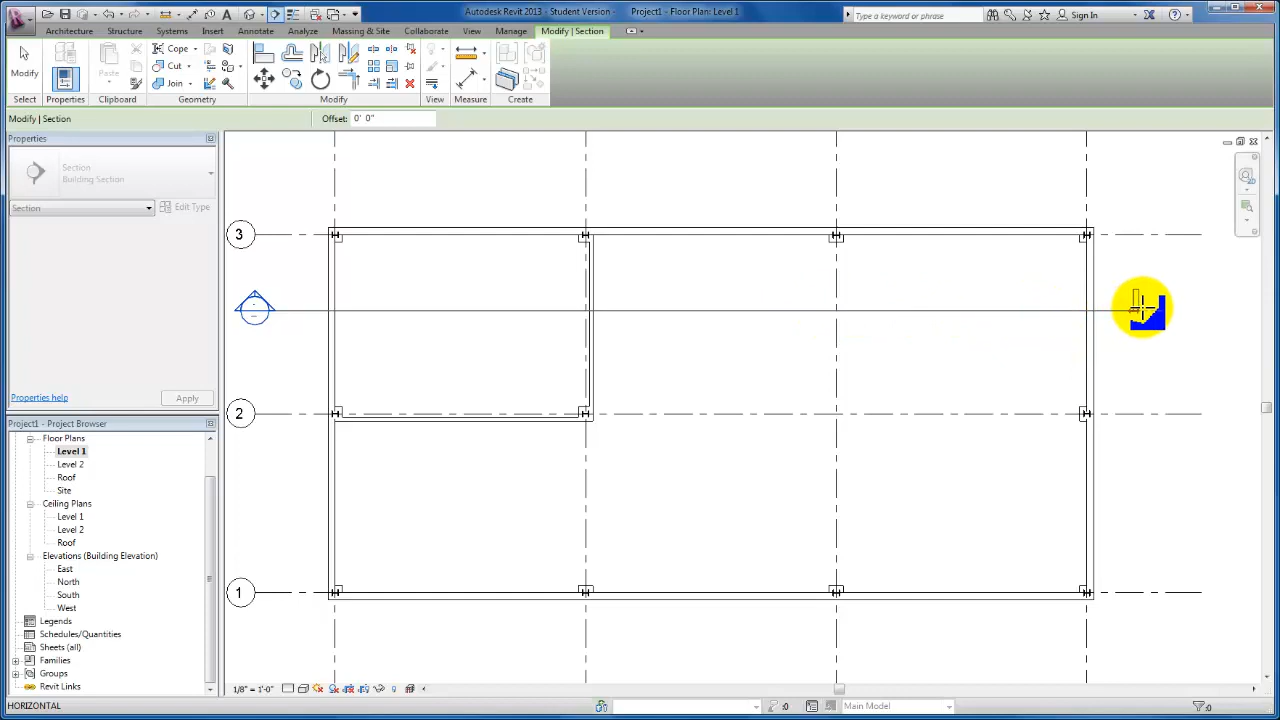 Autodesk Revit 2013 - Student Version - Project1 - Floor Plan: Level 1
Type a keyword or phrase
Sign In
Architecture Structure Systems Insert Annotate Analyze Massing & Site Collaborate View Manage Modify | Section
Modify
Paste
Cope
Cut
Join
Select Properties Clipboard Geometry Modify View Measure Create
Modify | Section
Offset: 0' 0"
Properties
Section
Building Section
Section
Edit Type
Properties help
Apply
Project1 - Project Browser
Floor Plans
Level 1
Level 2
Roof
Site
Ceiling Plans
Level 1
Level 2
Roof
Elevations (Building Elevation)
East
North
South
West
Legends
Schedules/Quantities
Sheets (all)
Families
Groups
Revit Links
3
2
1
1/8" = 1'-0"
HORIZONTAL
:0
Main Model
:0